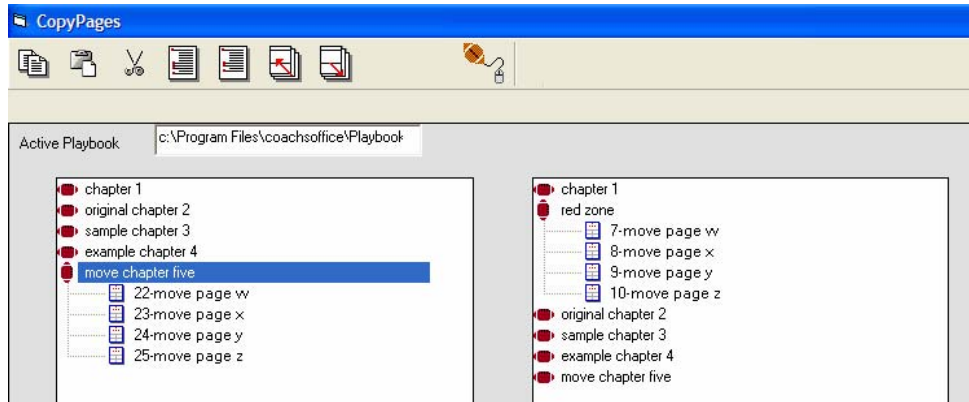 CopyPages
Active Playbook c:\Program Files\coachsoffice\Playbook
chapter 1
original chapter 2
sample chapter 3
example chapter 4
move chapter five
22-move page w
23-move page x
24-move page y
25-move page z
chapter 1
red zone
7-move page w
8-move page x
9-move page y
10-move page z
original chapter 2
sample chapter 3
example chapter 4
move chapter five